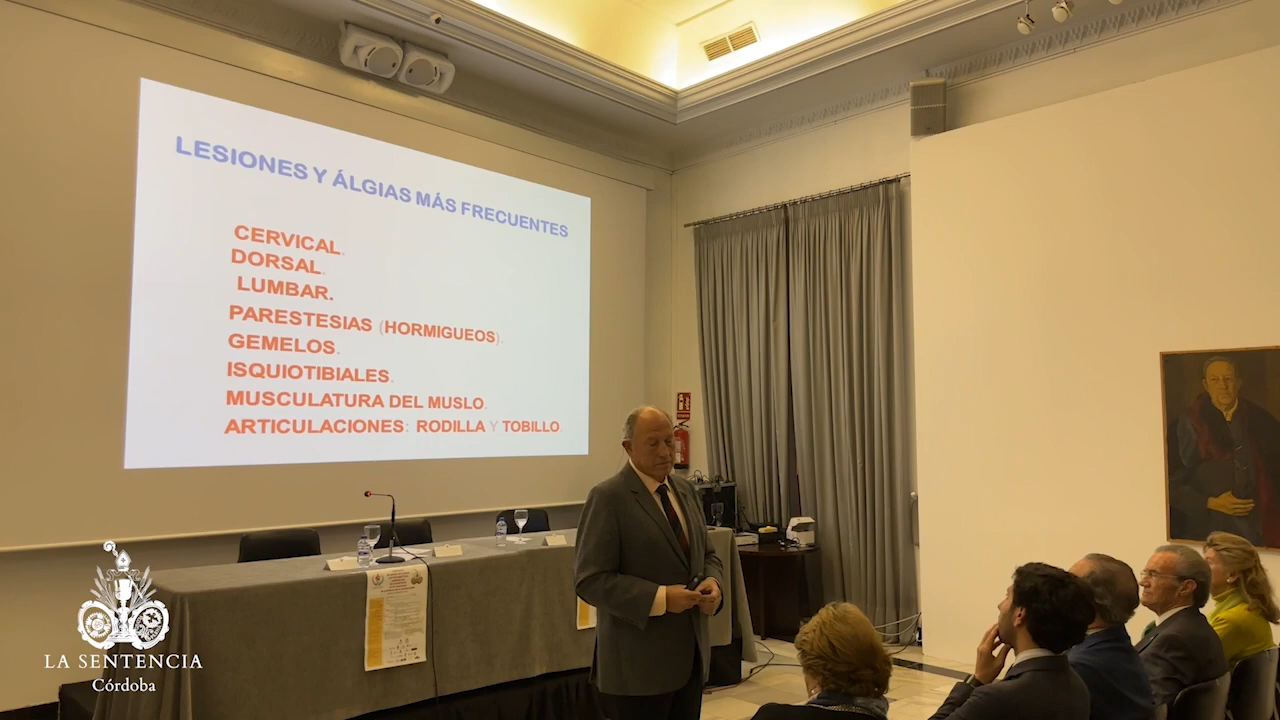 LESIONES Y ÁLGIAS MÁS FRECUENTES
CERVICAL.
DORSAL.
LUMBAR.
PARESTESIAS (HORMIGUEOS).
GEMELOS.
ISQUIOTIBIALES.
MUSCULATURA DEL MUSLO.
ARTICULACIONES: RODILLA Y TOBILLO.
LA SENTENCIA
Córdoba